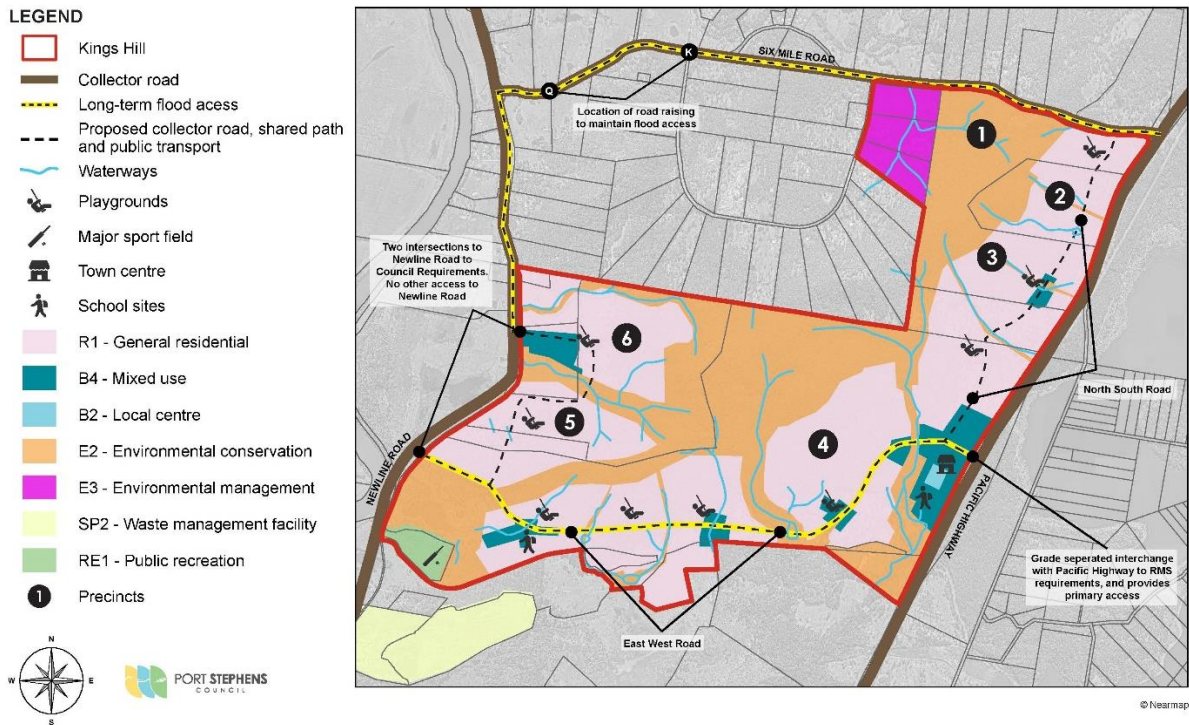 LEGEND
Kings Hill
Collector road
Long-term flood acess
Proposed collector road, shared path
and public transport
Waterways
Playgrounds
Major sport field
Town centre
School sites
R1 - General residential
B4 - Mixed use
B2 - Local centre
E2 - Environmental conservation
E3 - Environmental management
SP2 - Waste management facility
RE1 - Public recreation
1
Precincts
N
W
E
S
PORT STEPHENS
COUNCIL
K
SIX MILE ROAD
Q
Location of road raising
to maintain flood access
1
2
3
Two intersections to
Newline Road to
Council Requirements.
No other access to
Newline Road
6
North South Road
5
4
NEWLINE ROAD
PACIFIC HIGHWAY
Grade seperated interchange
with Pacific Highway to RMS
requirements, and provides
primary access
East West Road
© Nearmap